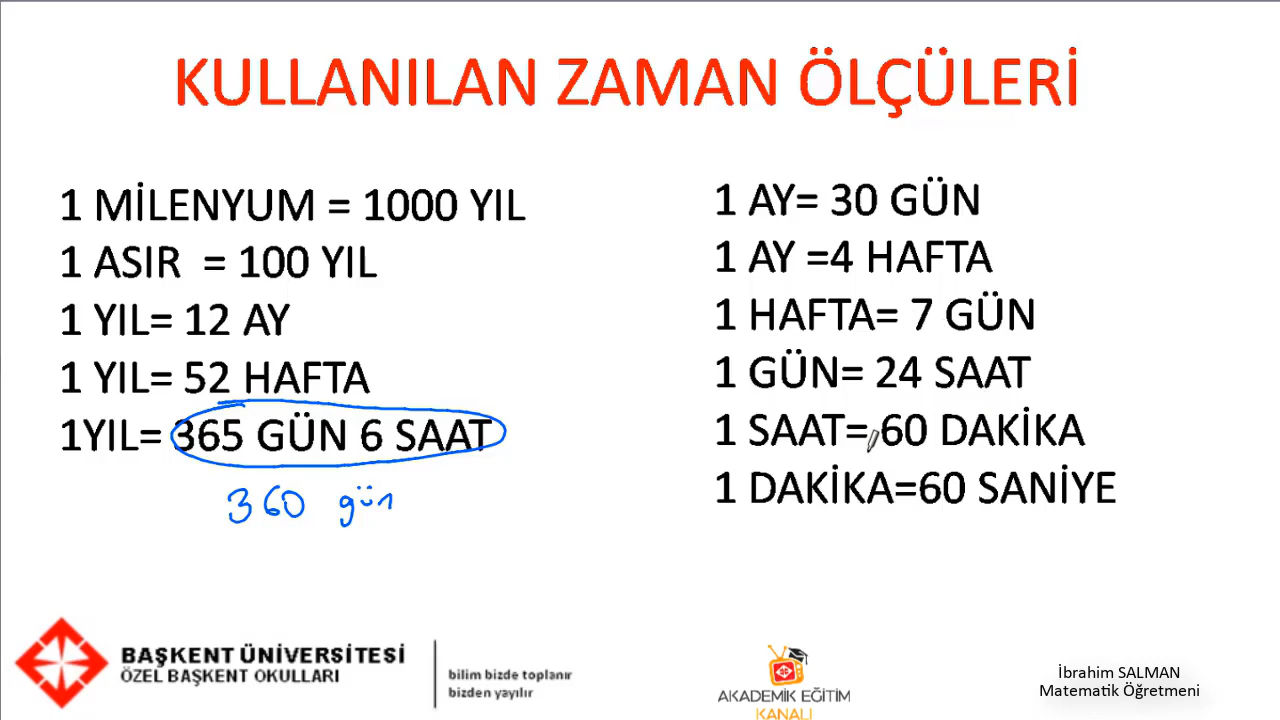 KULLANILAN ZAMAN ÖLÇÜLERİ
1 MİLENYUM = 1000 YIL
1 ASIR = 100 YIL
1 YIL= 12 AY
1 YIL= 52 HAFTA
1YIL= 365 GÜN 6 SAAT
360 gün
1 AY= 30 GÜN
1 AY =4 HAFTA
1 HAFTA= 7 GÜN
1 GÜN= 24 SAAT
1 SAAT= 60 DAKİKA
1 DAKİKA=60 SANİYE
BAŞKENT ÜNİVERSİTESİ
ÖZEL BAŞKENT OKULLARI
bilim bizde toplanır
bizden yayılır
AKADEMİK EĞİTİM
KANALI
İbrahim SALMAN
Matematik Öğretmeni